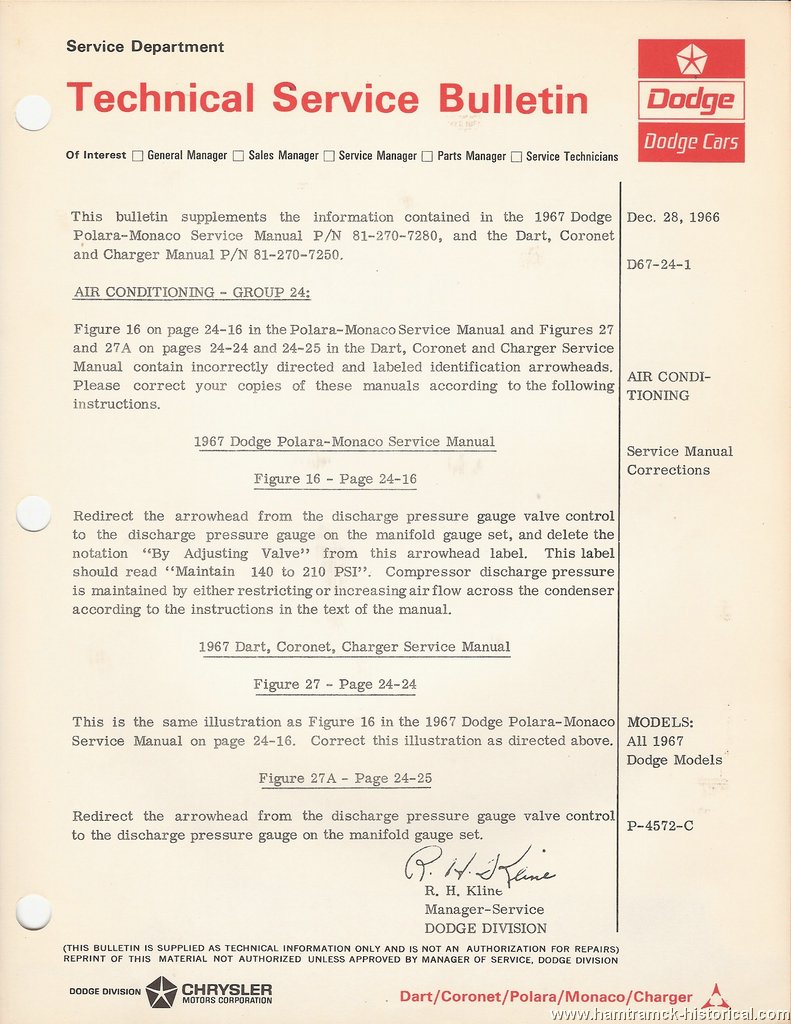 Service Department
Technical Service Bulletin
Dodge
Dodge Cars
Of Interest □ General Manager □ Sales Manager □ Service Manager □ Parts Manager □ Service Technicians
This bulletin supplements the information contained in the 1967 Dodge
Polara-Monaco Service Manual P/N 81-270-7280, and the Dart, Coronet
and Charger Manual P/N 81-270-7250.
Dec. 28, 1966
D67-24-1
AIR CONDITIONING - GROUP 24:
Figure 16 on page 24-16 in the Polara-Monaco Service Manual and Figures 27
and 27A on pages 24-24 and 24-25 in the Dart, Coronet and Charger Service
Manual contain incorrectly directed and labeled identification arrowheads.
Please correct your copies of these manuals according to the following
instructions.
AIR CONDI-
TIONING
1967 Dodge Polara-Monaco Service Manual
Service Manual
Corrections
Figure 16 - Page 24-16
Redirect the arrowhead from the discharge pressure gauge valve control
to the discharge pressure gauge on the manifold gauge set, and delete the
notation "By Adjusting Valve" from this arrowhead label. This label
should read "Maintain 140 to 210 PSI". Compressor discharge pressure
is maintained by either restricting or increasing air flow across the condenser
according to the instructions in the text of the manual.
1967 Dart, Coronet, Charger Service Manual
Figure 27 - Page 24-24
This is the same illustration as Figure 16 in the 1967 Dodge Polara-Monaco
Service Manual on page 24-16. Correct this illustration as directed above.
MODELS:
All 1967
Dodge Models
Figure 27A - Page 24-25
Redirect the arrowhead from the discharge pressure gauge valve control
to the discharge pressure gauge on the manifold gauge set.
P-4572-C
R. H. Kline
R. H. Kline
Manager-Service
DODGE DIVISION
(THIS BULLETIN IS SUPPLIED AS TECHNICAL INFORMATION ONLY AND IS NOT AN AUTHORIZATION FOR REPAIRS)
REPRINT OF THIS MATERIAL NOT AUTHORIZED UNLESS APPROVED BY MANAGER OF SERVICE, DODGE DIVISION
DODGE DIVISION CHRYSLER
MOTORS CORPORATION
Dart/Coronet/Polara/Monaco/Charger
www.hamtramck-historical.com